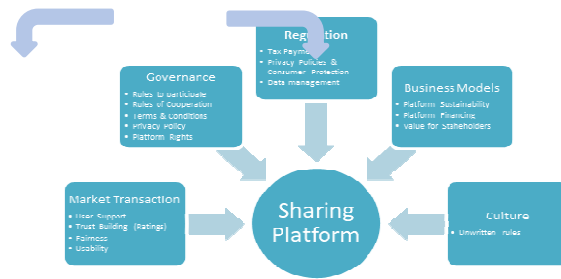 Regulation
• Tax Payment
• Privacy Policies &
Consumer Protection
• Data management
Governance
• Rules to participate
• Rules of Cooperation
• Terms & Conditions
• Privacy Policy
• Platform Rights
Business Models
• Platform Sustainability
• Platform Financing
• Value for Stakeholders
Market Transaction
• User Support
• Trust Building (Ratings)
• Fairness
• Usability
Sharing
Platform
Culture
• Unwritten rules